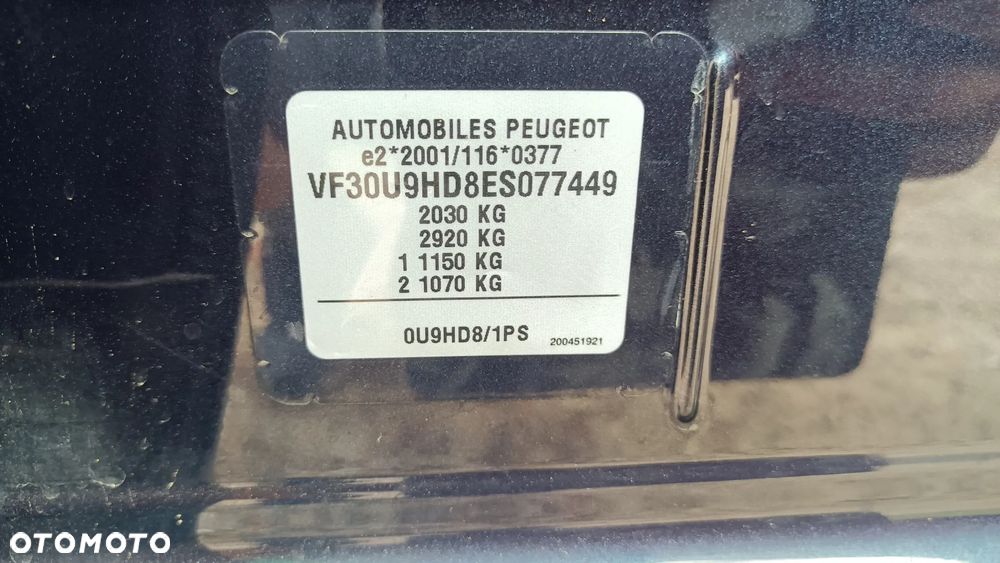 AUTOMOBILES PEUGEOT
e2*2001/116*0377
VF30U9HD8ES077449
2030 KG
2920 KG
1 1150 KG
2 1070 KG
0U9HD8/1PS
200451921
OTOMOTO